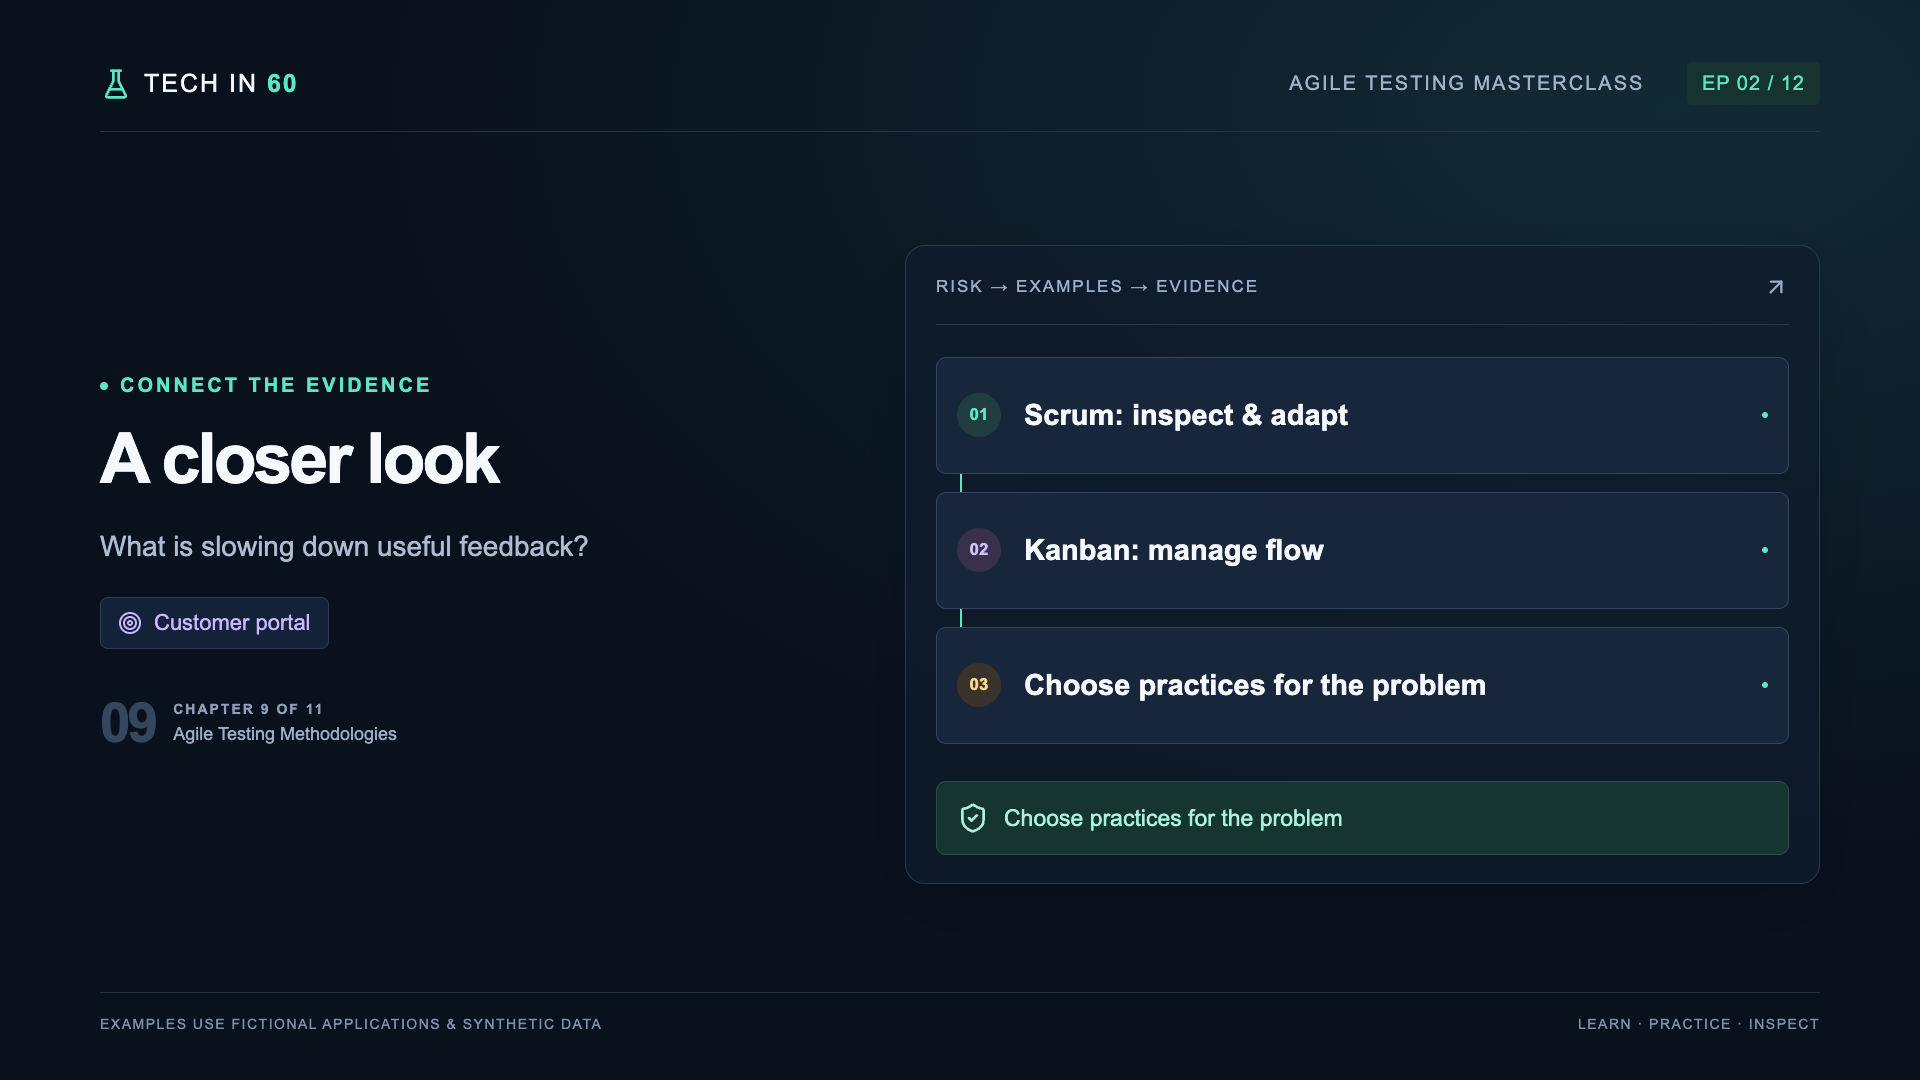 TECH IN 60
AGILE TESTING MASTERCLASS
EP 02 / 12
CONNECT THE EVIDENCE
A closer look
What is slowing down useful feedback?
Customer portal
09
CHAPTER 9 OF 11
Agile Testing Methodologies
RISK → EXAMPLES → EVIDENCE
01
Scrum: inspect & adapt
02
Kanban: manage flow
03
Choose practices for the problem
Choose practices for the problem
EXAMPLES USE FICTIONAL APPLICATIONS & SYNTHETIC DATA
LEARN · PRACTICE · INSPECT